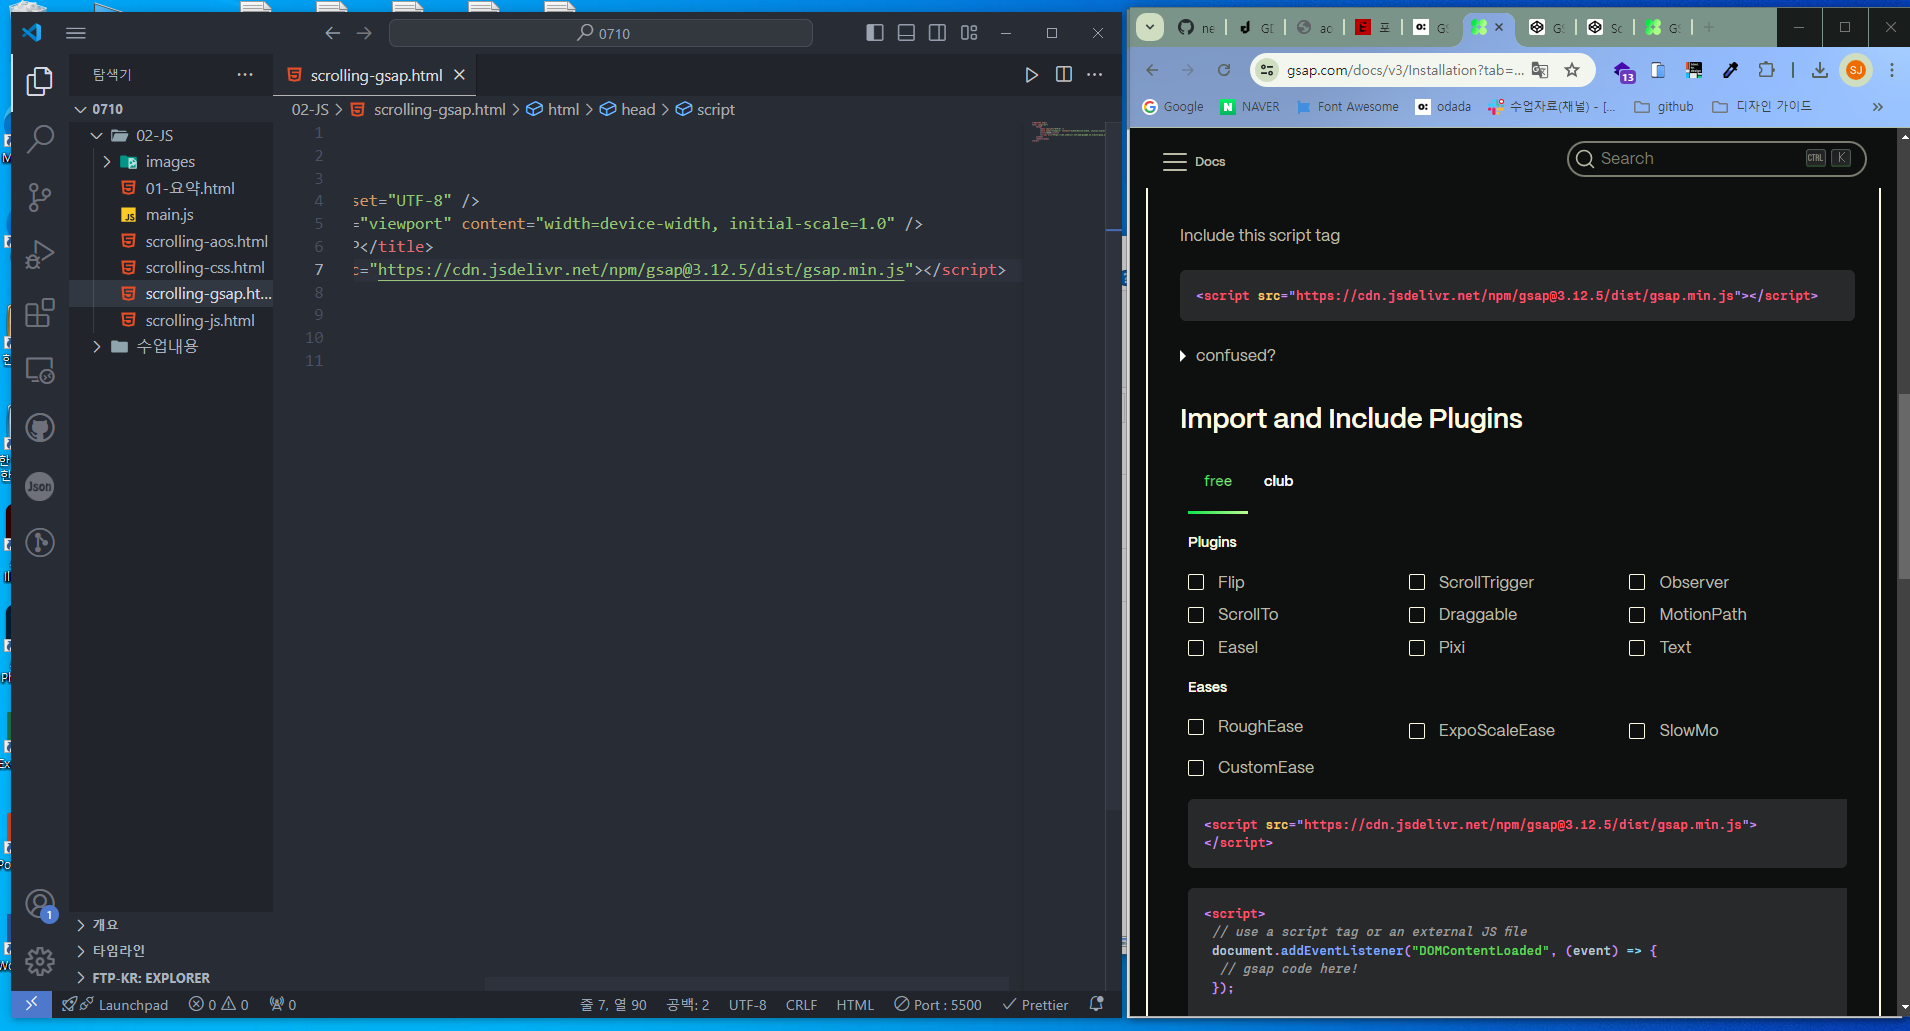 0710
탐색기
scrolling-gsap.html
0710
02-JS
images
01-요약.html
main.js
scrolling-aos.html
scrolling-css.html
scrolling-gsap.ht...
scrolling-js.html
수업내용
개요
타임라인
FTP-KR: EXPLORER
02-JS > scrolling-gsap.html > html > head > script
1
2
3
4 set="UTF-8" />
5 ="viewport" content="width=device-width, initial-scale=1.0" />
6 P</title>
7 c="https://cdn.jsdelivr.net/npm/gsap@3.12.5/dist/gsap.min.js"></script>
8
9
10
11
Json
1
Launchpad 0 0 0 줄 7, 열 90 공백: 2 UTF-8 CRLF HTML Port : 5500 Prettier
ne GD ac 포 GS GS Sc GS
gsap.com/docs/v3/Installation?tab=... 13 SJ
Google NAVER Font Awesome odada 수업자료(채널) - [... github 디자인 가이드
Docs
Search CTRL K
Include this script tag
<script src="https://cdn.jsdelivr.net/npm/gsap@3.12.5/dist/gsap.min.js"></script>
confused?
Import and Include Plugins
free club
Plugins
Flip ScrollTrigger Observer
ScrollTo Draggable MotionPath
Easel Pixi Text
Eases
RoughEase ExpoScaleEase SlowMo
CustomEase
<script src="https://cdn.jsdelivr.net/npm/gsap@3.12.5/dist/gsap.min.js">
</script>
<script>
// use a script tag or an external JS file
document.addEventListener("DOMContentLoaded", (event) => {
// gsap code here!
});